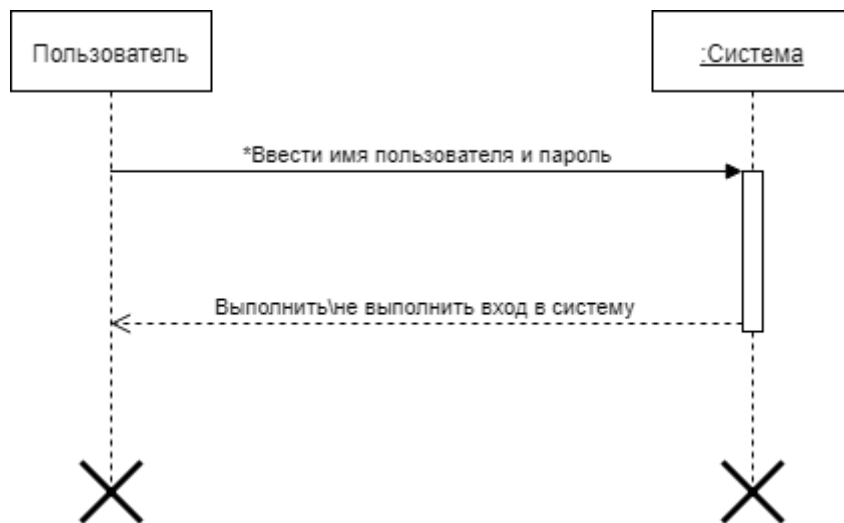 Пользователь
:Система
*Ввести имя пользователя и пароль
Выполнить\не выполнить вход в систему